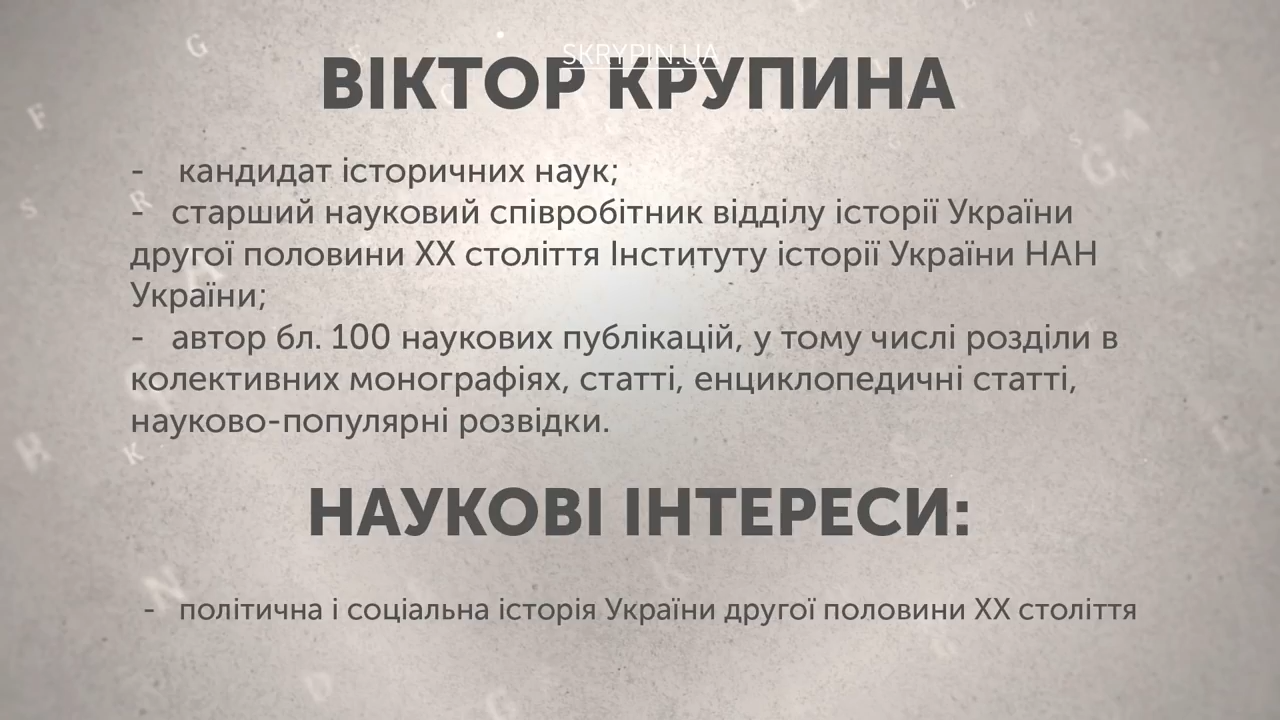 SKRYPIN.UA
ВІКТОР КРУПИНА
- кандидат історичних наук;
- старший науковий співробітник відділу історії України
другої половини ХХ століття Інституту історії України НАН
України;
- автор бл. 100 наукових публікацій, у тому числі розділи в
колективних монографіях, статті, енциклопедичні статті,
науково-популярні розвідки.
НАУКОВІ ІНТЕРЕСИ:
- політична і соціальна історія України другої половини ХХ століття